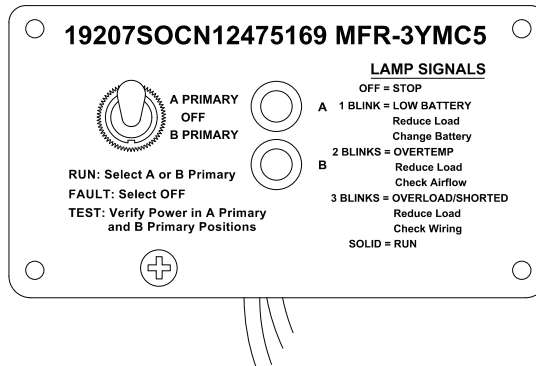 19207SOCN12475169 MFR-3YMC5
A PRIMARY
OFF
B PRIMARY
RUN: Select A or B Primary
FAULT: Select OFF
TEST: Verify Power in A Primary
and B Primary Positions
A
B
LAMP SIGNALS
OFF = STOP
1 BLINK = LOW BATTERY
Reduce Load
Change Battery
2 BLINKS = OVERTEMP
Reduce Load
Check Airflow
3 BLINKS = OVERLOAD/SHORTED
Reduce Load
Check Wiring
SOLID = RUN